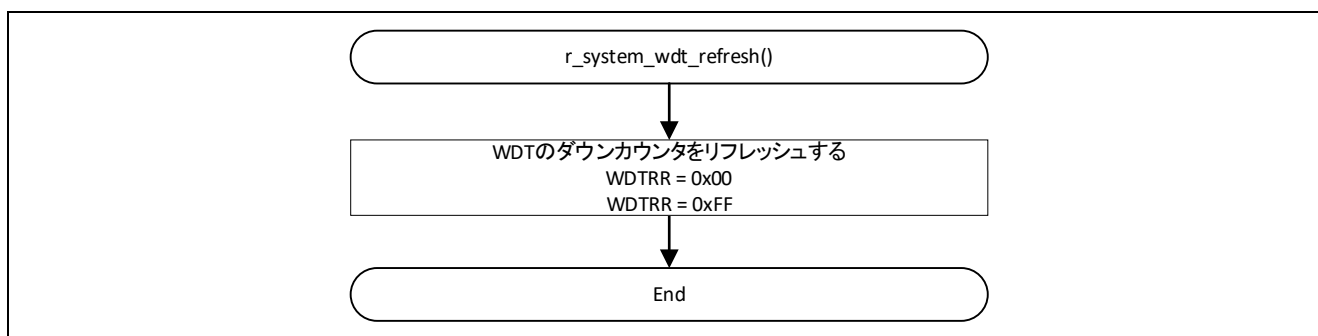 r_system_wdt_refresh()
WDTのダウンカウンタをリフレッシュする
WDTRR = 0x00
WDTRR = 0xFF
End